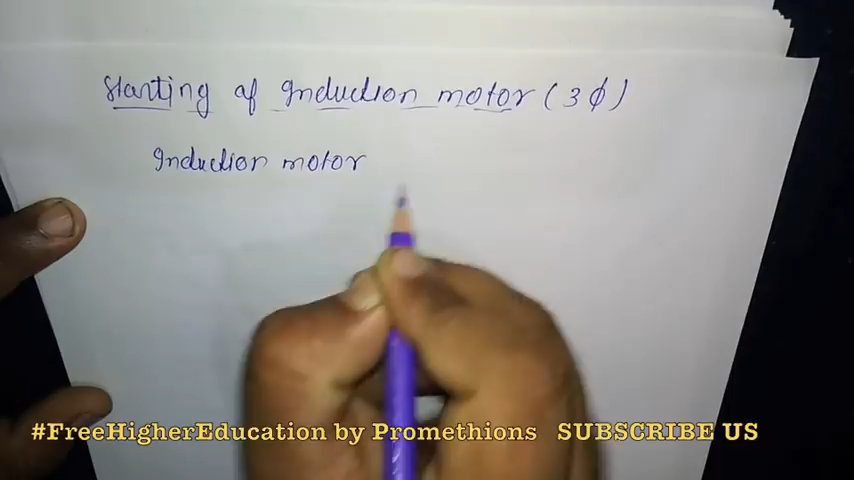 Starting of Induction motor (3ϕ)
Induction motor
#FreeHigherEducation by Promethions SUBSCRIBE US